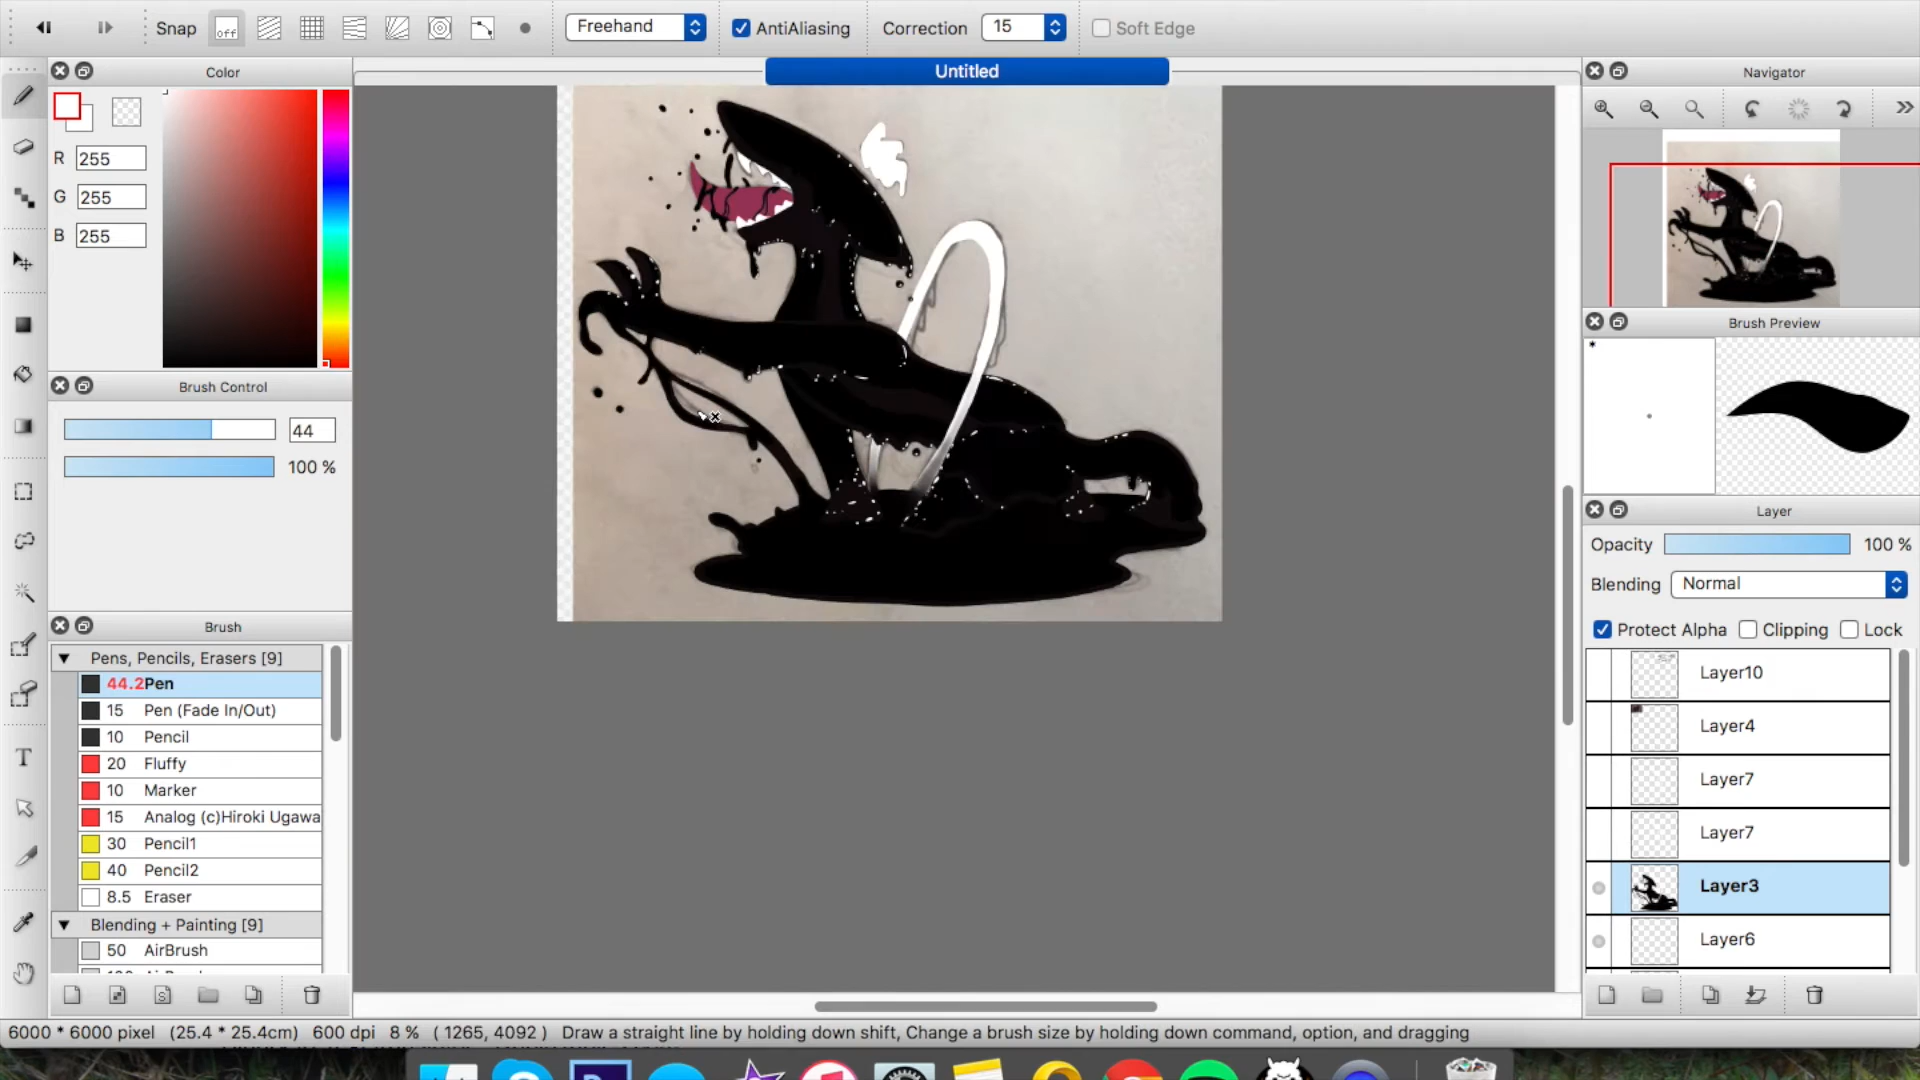 Snap off Freehand AntiAliasing Correction 15 Soft Edge
Untitled
Color
R 255
G 255
B 255
Brush Control
44
100 %
Brush
Pens, Pencils, Erasers [9]
44.2Pen
15 Pen (Fade In/Out)
10 Pencil
20 Fluffy
10 Marker
15 Analog (c)Hiroki Ugawa
30 Pencil1
40 Pencil2
8.5 Eraser
Blending + Painting [9]
50 AirBrush
Navigator
Brush Preview
*
Layer
Opacity 100 %
Blending Normal
Protect Alpha Clipping Lock
Layer10
Layer4
Layer7
Layer7
Layer3
Layer6
6000 * 6000 pixel (25.4 * 25.4cm) 600 dpi 8 % ( 1265, 4092 ) Draw a straight line by holding down shift, Change a brush size by holding down command, option, and dragging